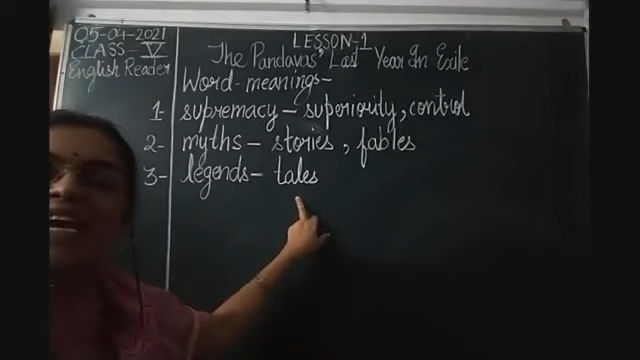 05-04-2021
CLASS-V
English Reader
LESSON-1
The Pandavas' Last Year In Exile
Word-meanings-
1- supremacy - superiority, control
2- myths - stories, fables
3- legends - tales